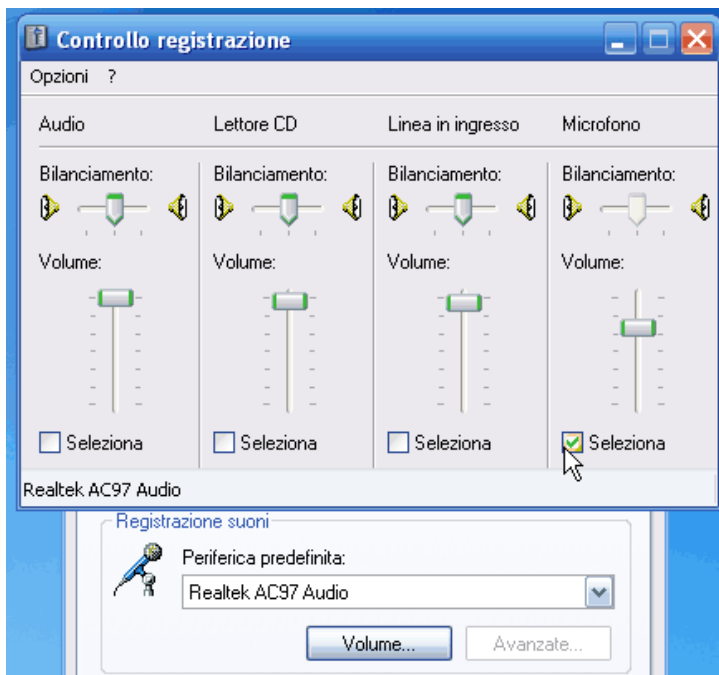 Controllo registrazione
Opzioni ?
Audio Lettore CD Linea in ingresso Microfono
Bilanciamento: Bilanciamento: Bilanciamento: Bilanciamento:
Volume: Volume: Volume: Volume:
Seleziona Seleziona Seleziona Seleziona
Realtek AC97 Audio
Registrazione suoni
Periferica predefinita:
Realtek AC97 Audio
Volume... Avanzate...